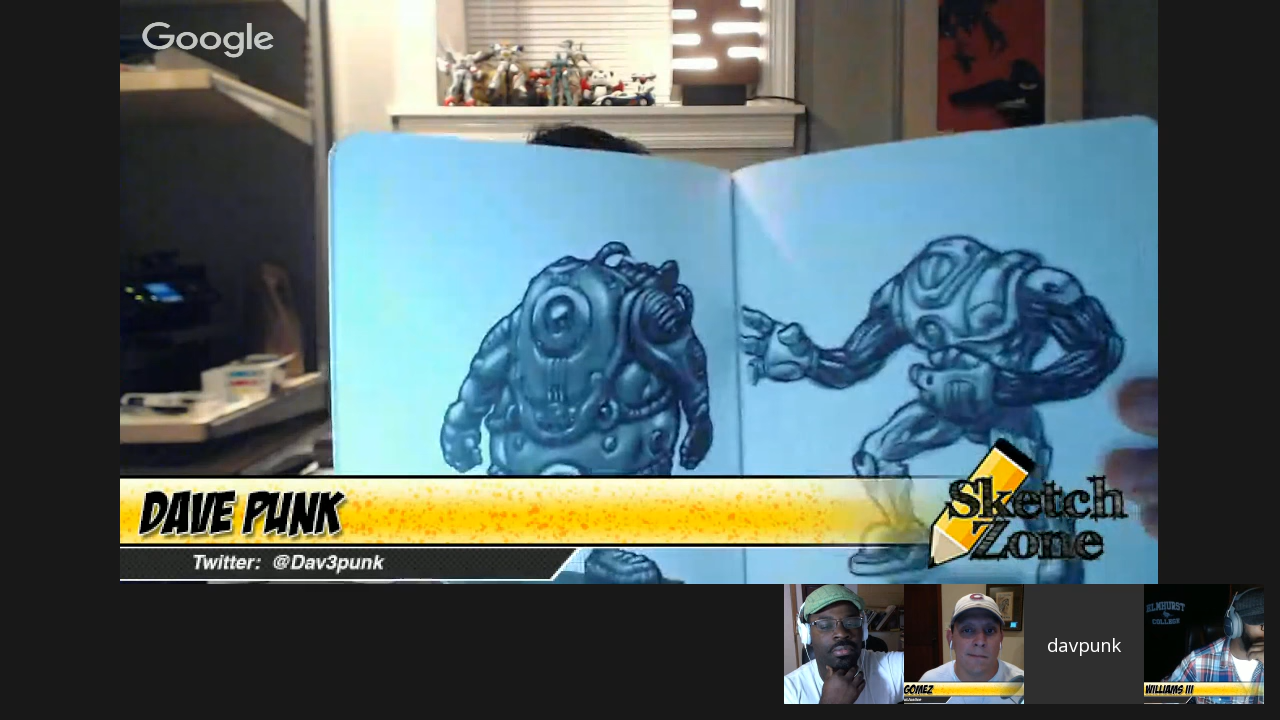 Google
DAVE PUNK
Twitter: @Dav3punk
Sketch
Zone
GOMEZ
davpunk
ELMHURST
COLLEGE
WILLIAMS III